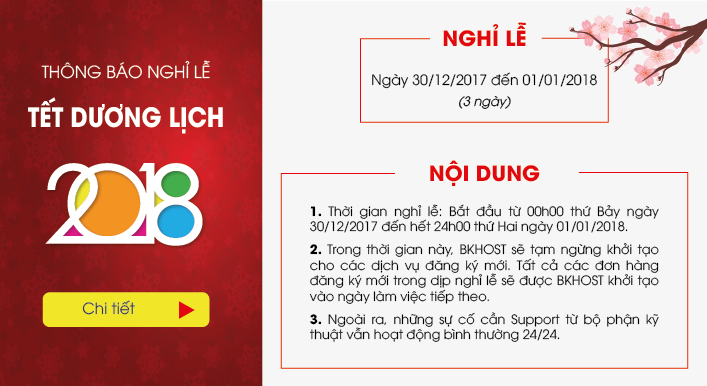 THÔNG BÁO NGHỈ LỄ
TẾT DƯƠNG LỊCH
2018
Chi tiết
NGHỈ LỄ
Ngày 30/12/2017 đến 01/01/2018
(3 ngày)
NỘI DUNG
1. Thời gian nghỉ lễ: Bắt đầu từ 00h00 thứ Bảy ngày
30/12/2017 đến hết 24h00 thứ Hai ngày 01/01/2018.
2. Trong thời gian này, BKHOST sẽ tạm ngừng khởi tạo
cho các dịch vụ đăng ký mới. Tất cả các đơn hàng
đăng ký mới trong dịp nghỉ lễ sẽ được BKHOST khởi tạo
vào ngày làm việc tiếp theo.
3. Ngoài ra, những sự cố cần Support từ bộ phận kỹ
thuật vẫn hoạt động bình thường 24/24.